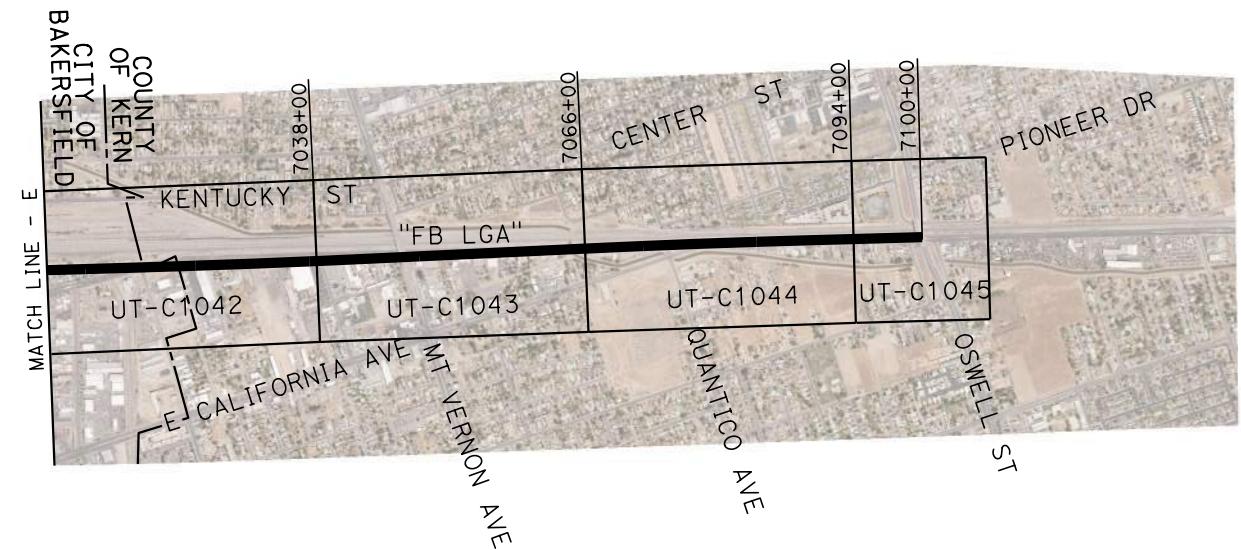 CITY OF
BAKERSFIELD
COUNTY
OF KERN
7038+00
7066+00
7094+00
7100+00
CENTER ST
PIONEER DR
KENTUCKY ST
"FB LGA"
MATCH LINE - E
UT-C1042
UT-C1043
UT-C1044
UT-C1045
E CALIFORNIA AVE
MT VERNON AVE
QUANTICO AVE
OSWELL ST